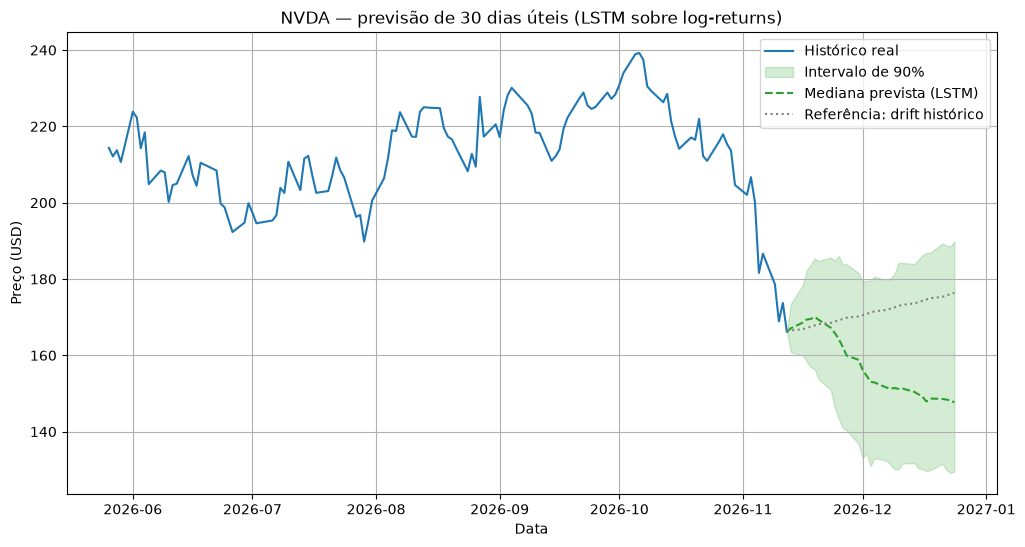 NVDA — previsão de 30 dias úteis (LSTM sobre log-returns)
Histórico real
Intervalo de 90%
Mediana prevista (LSTM)
Referência: drift histórico
Preço (USD)
240
220
200
180
160
140
2026-06
2026-07
2026-08
2026-09
2026-10
2026-11
2026-12
2027-01
Data